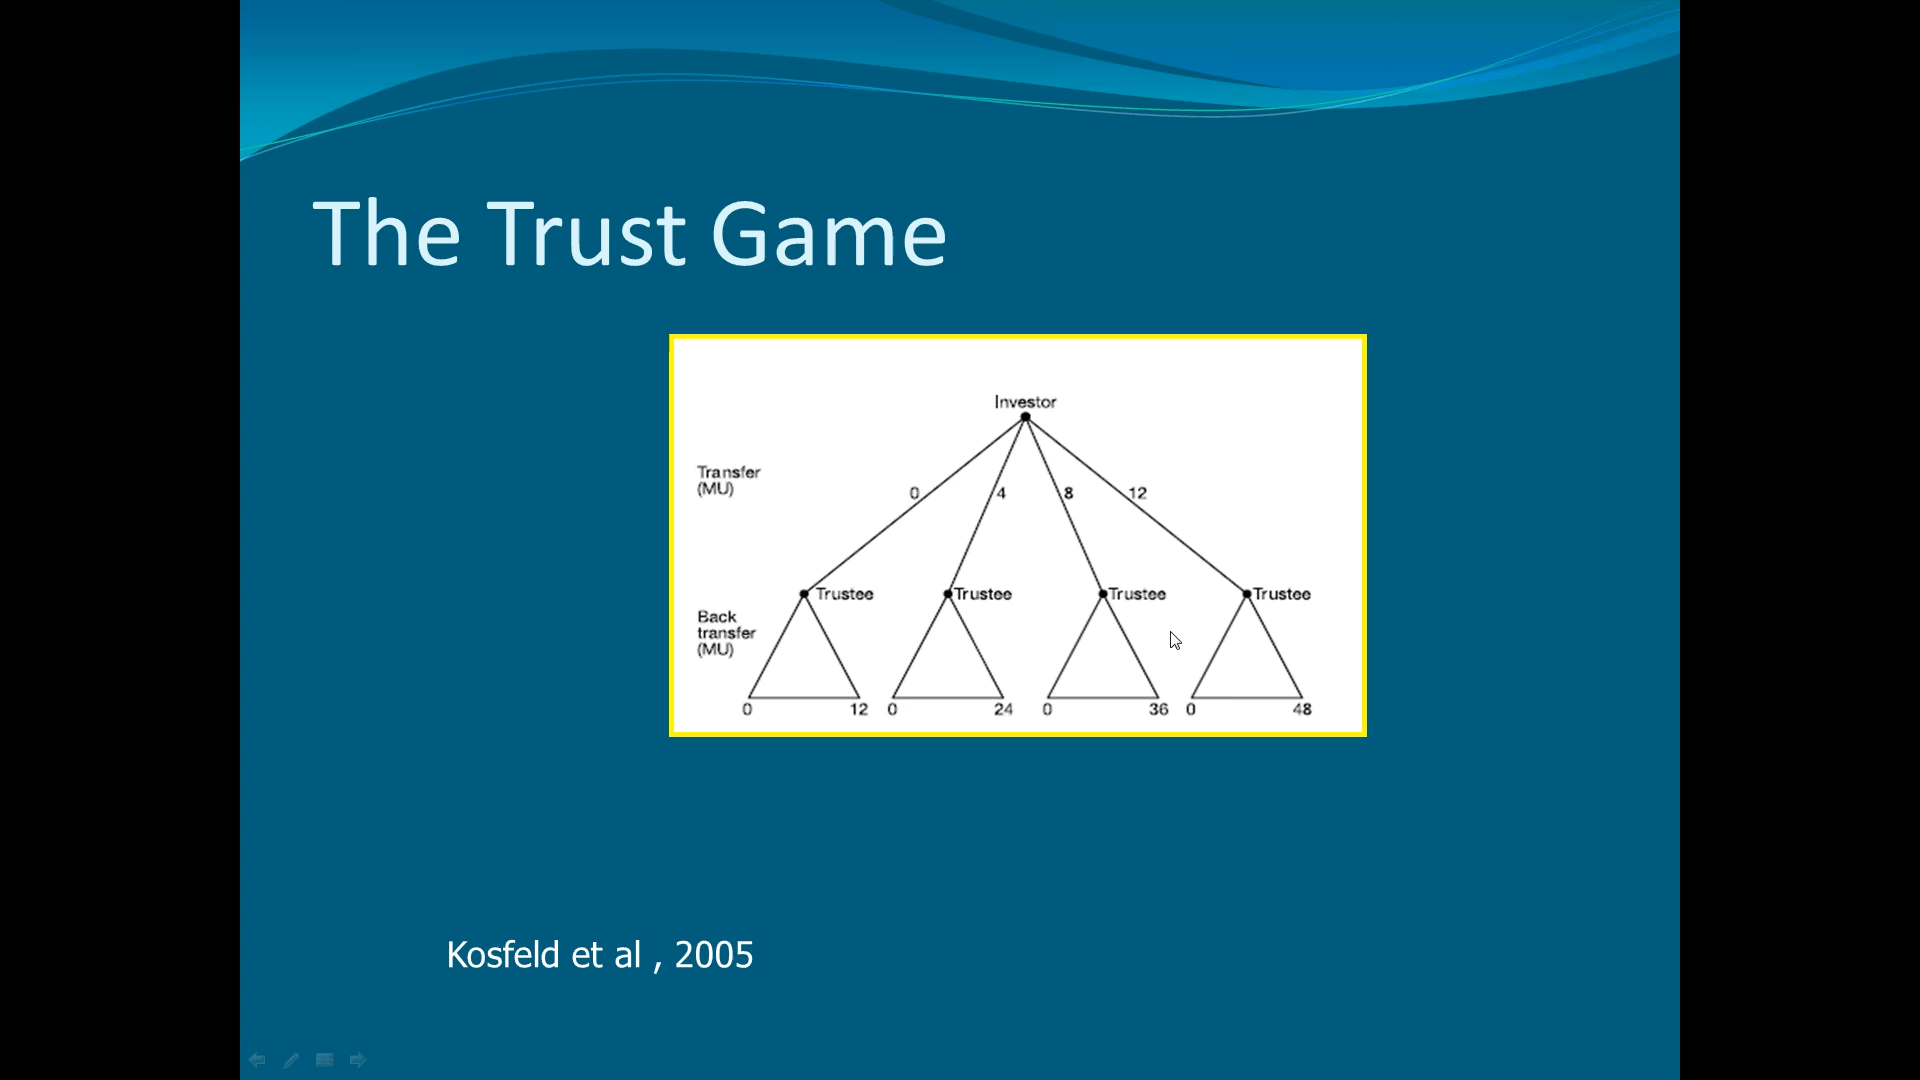 The Trust Game
Investor
Transfer
(MU)
0 4 8 12
Trustee Trustee Trustee Trustee
Back
transfer
(MU)
0 12 0 24 0 36 0 48
Kosfeld et al , 2005